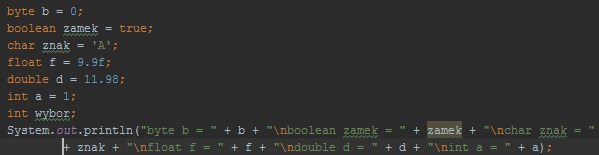 byte b = 0;
boolean zamek = true;
char znak = 'A';
float f = 9.9f;
double d = 11.98;
int a = 1;
int wybor;
System.out.println("byte b = " + b + "\nboolean zamek = " + zamek + "\nchar znak = "
+ znak + "\nfloat f = " + f + "\ndouble d = " + d + "\nint a = " + a);